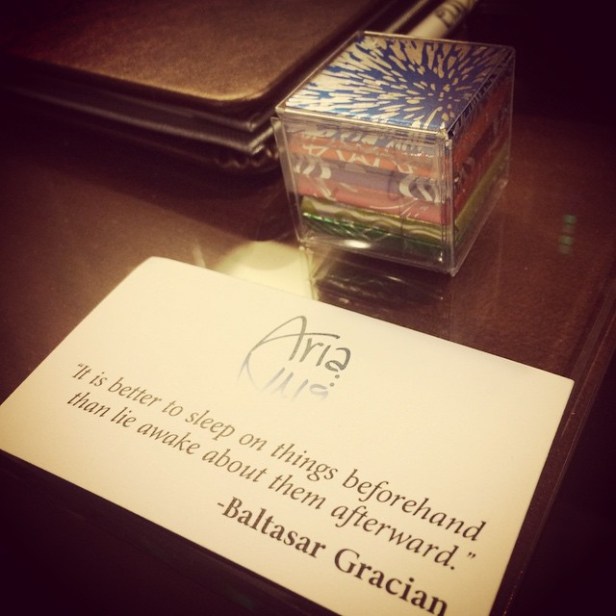 Aria
"It is better to sleep on things beforehand
than lie awake about them afterward."
-Baltasar Gracian